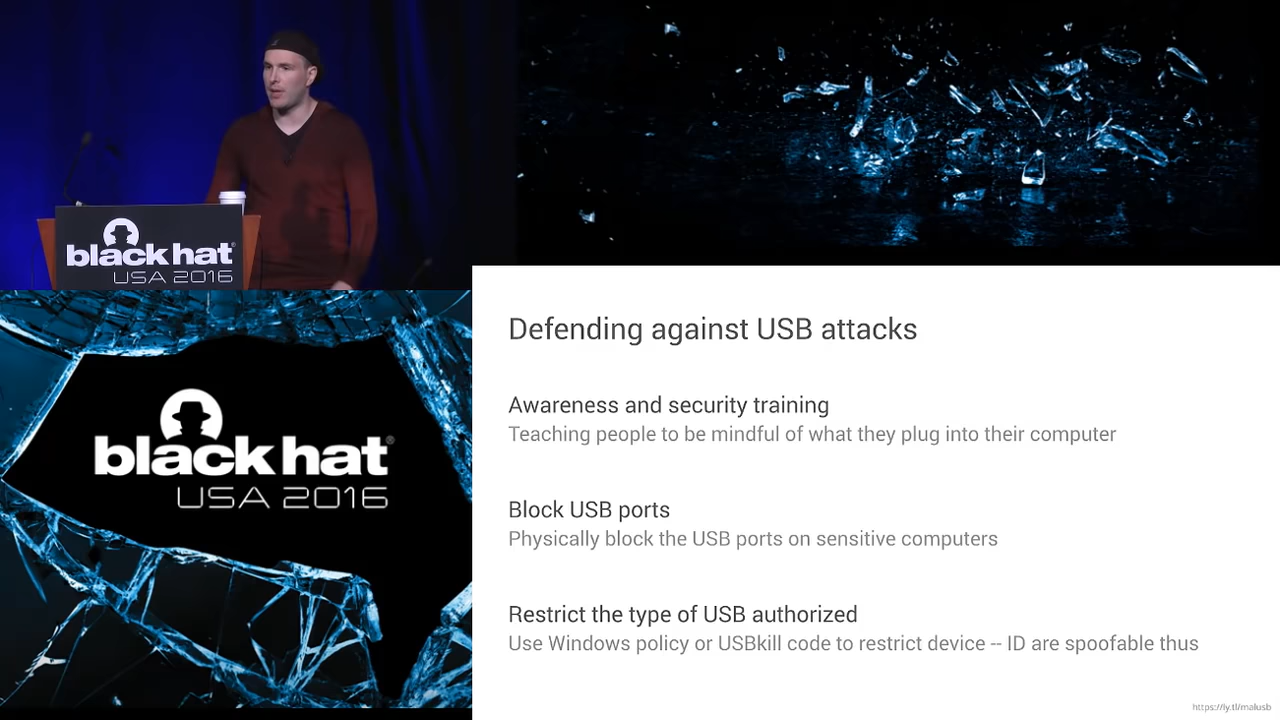 black hat
USA 2016
black hat®
USA 2016
Defending against USB attacks
Awareness and security training
Teaching people to be mindful of what they plug into their computer
Block USB ports
Physically block the USB ports on sensitive computers
Restrict the type of USB authorized
Use Windows policy or USBkill code to restrict device -- ID are spoofable thus
https://ly.tl/malusb